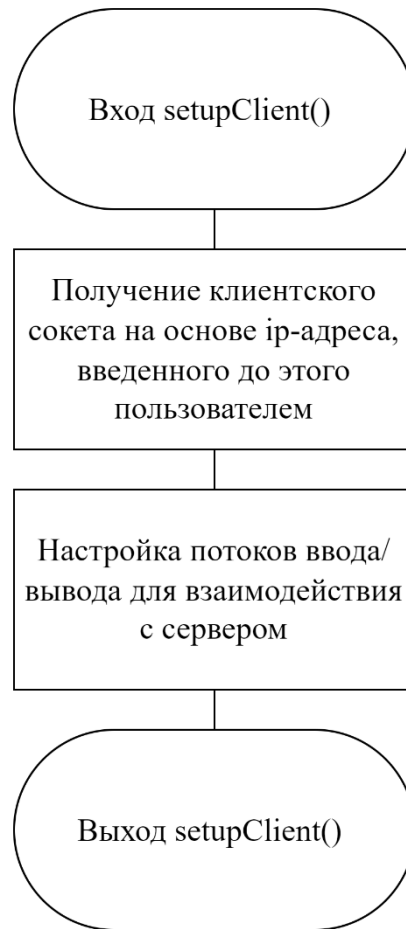 Вход setupClient()
Получение клиентского
сокета на основе ip-адреса,
введенного до этого
пользователем
Настройка потоков ввода/
вывода для взаимодействия
с сервером
Выход setupClient()